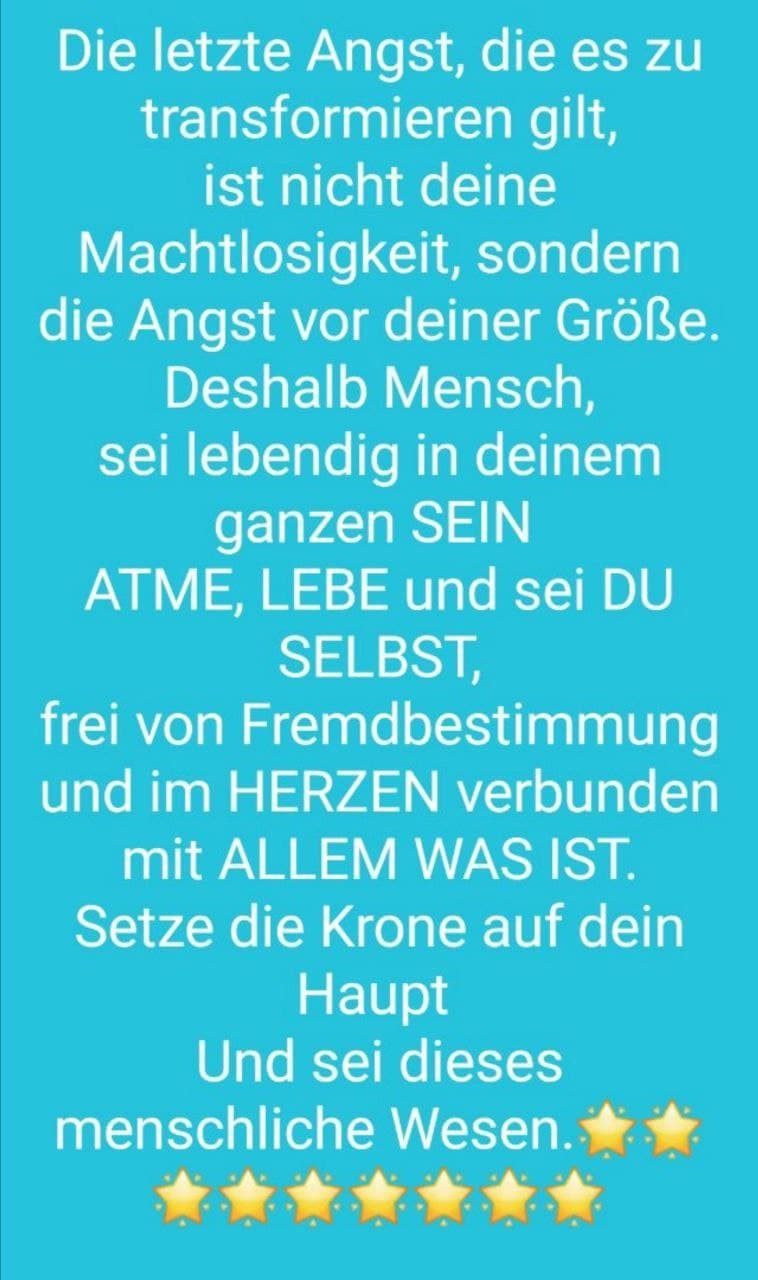 Die letzte Angst, die es zu
transformieren gilt,
ist nicht deine
Machtlosigkeit, sondern
die Angst vor deiner Größe.
Deshalb Mensch,
sei lebendig in deinem
ganzen SEIN
ATME, LEBE und sei DU
SELBST,
frei von Fremdbestimmung
und im HERZEN verbunden
mit ALLEM WAS IST.
Setze die Krone auf dein
Haupt
Und sei dieses
menschliche Wesen.🌟🌟
🌟🌟🌟🌟🌟🌟🌟